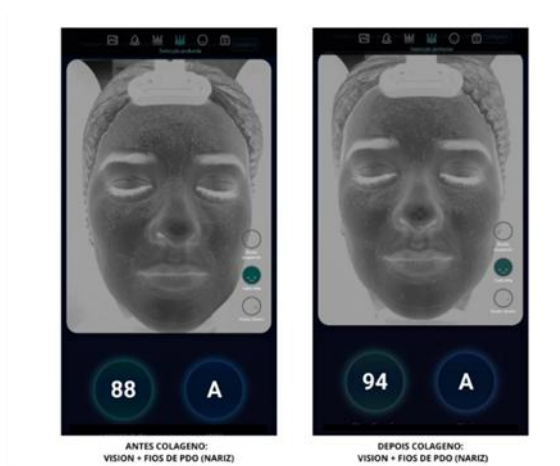 88
A
ANTES COLAGENO:
VISION + FIOS DE PDO (NARIZ)
94
A
DEPOIS COLAGENO:
VISION + FIOS DE PDO (NARIZ)